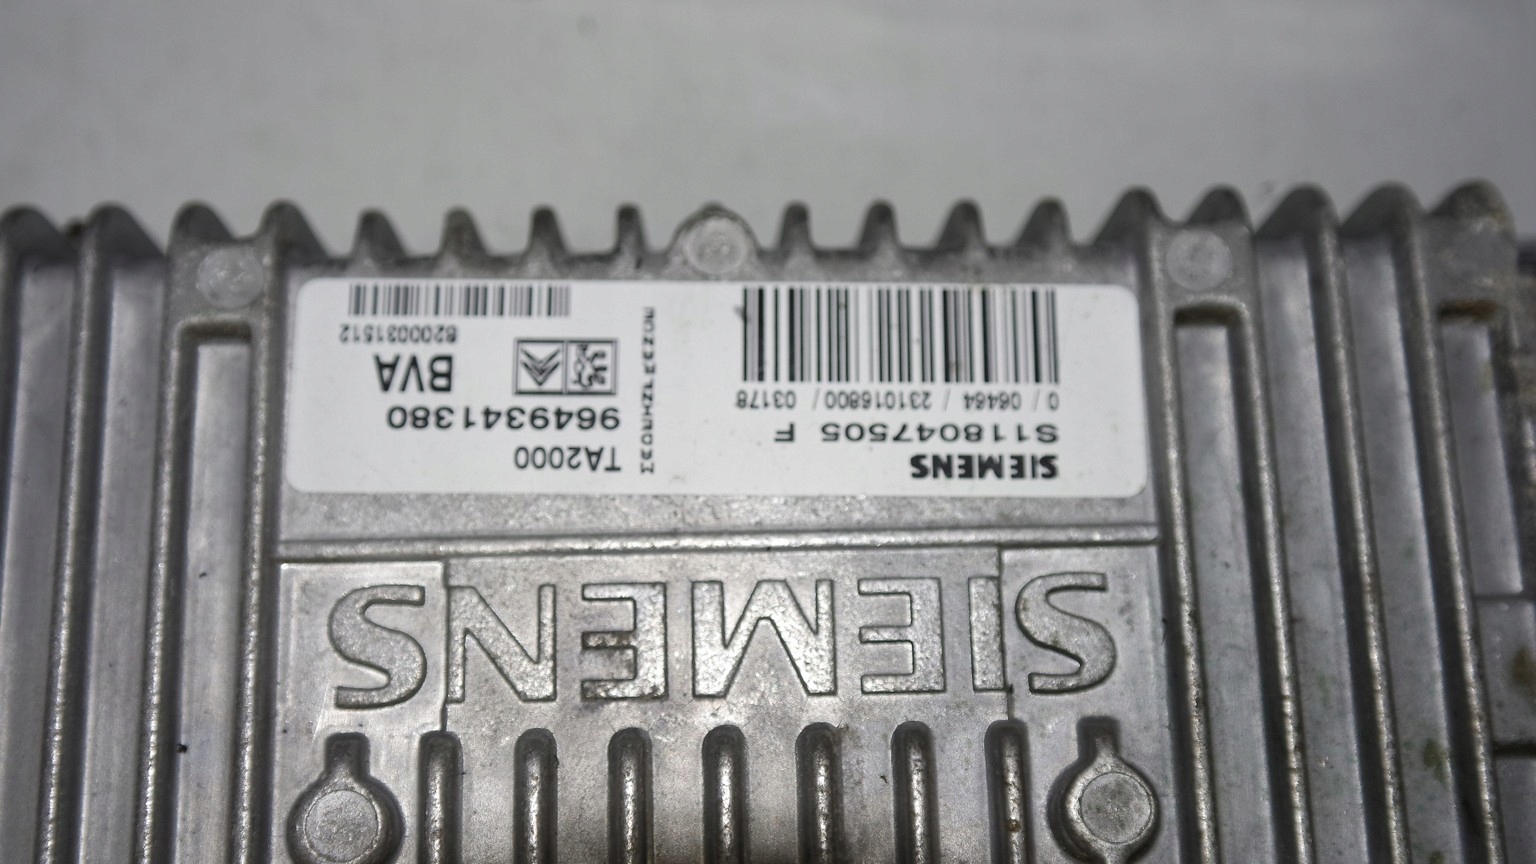 SIEMENS
SIEMENS
S118047505 F
0 / 06464 / 231016800 / 03178
TA2000
9649341380
BVA
8200031512